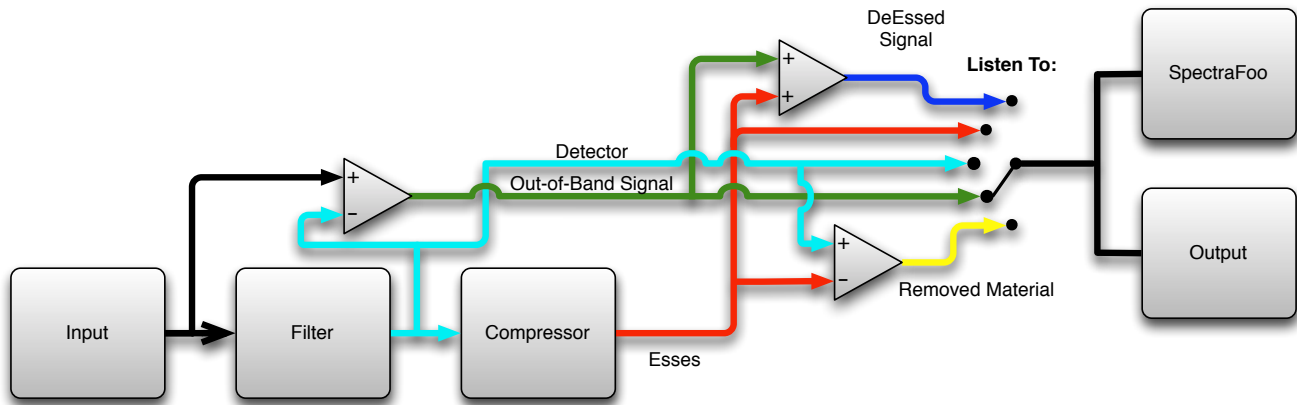 DeEssed
Signal
Listen To:
SpectraFoo
+
+
Detector
Out-of-Band Signal
+
−
+
−
Removed Material
Output
Input
Filter
Compressor
Esses